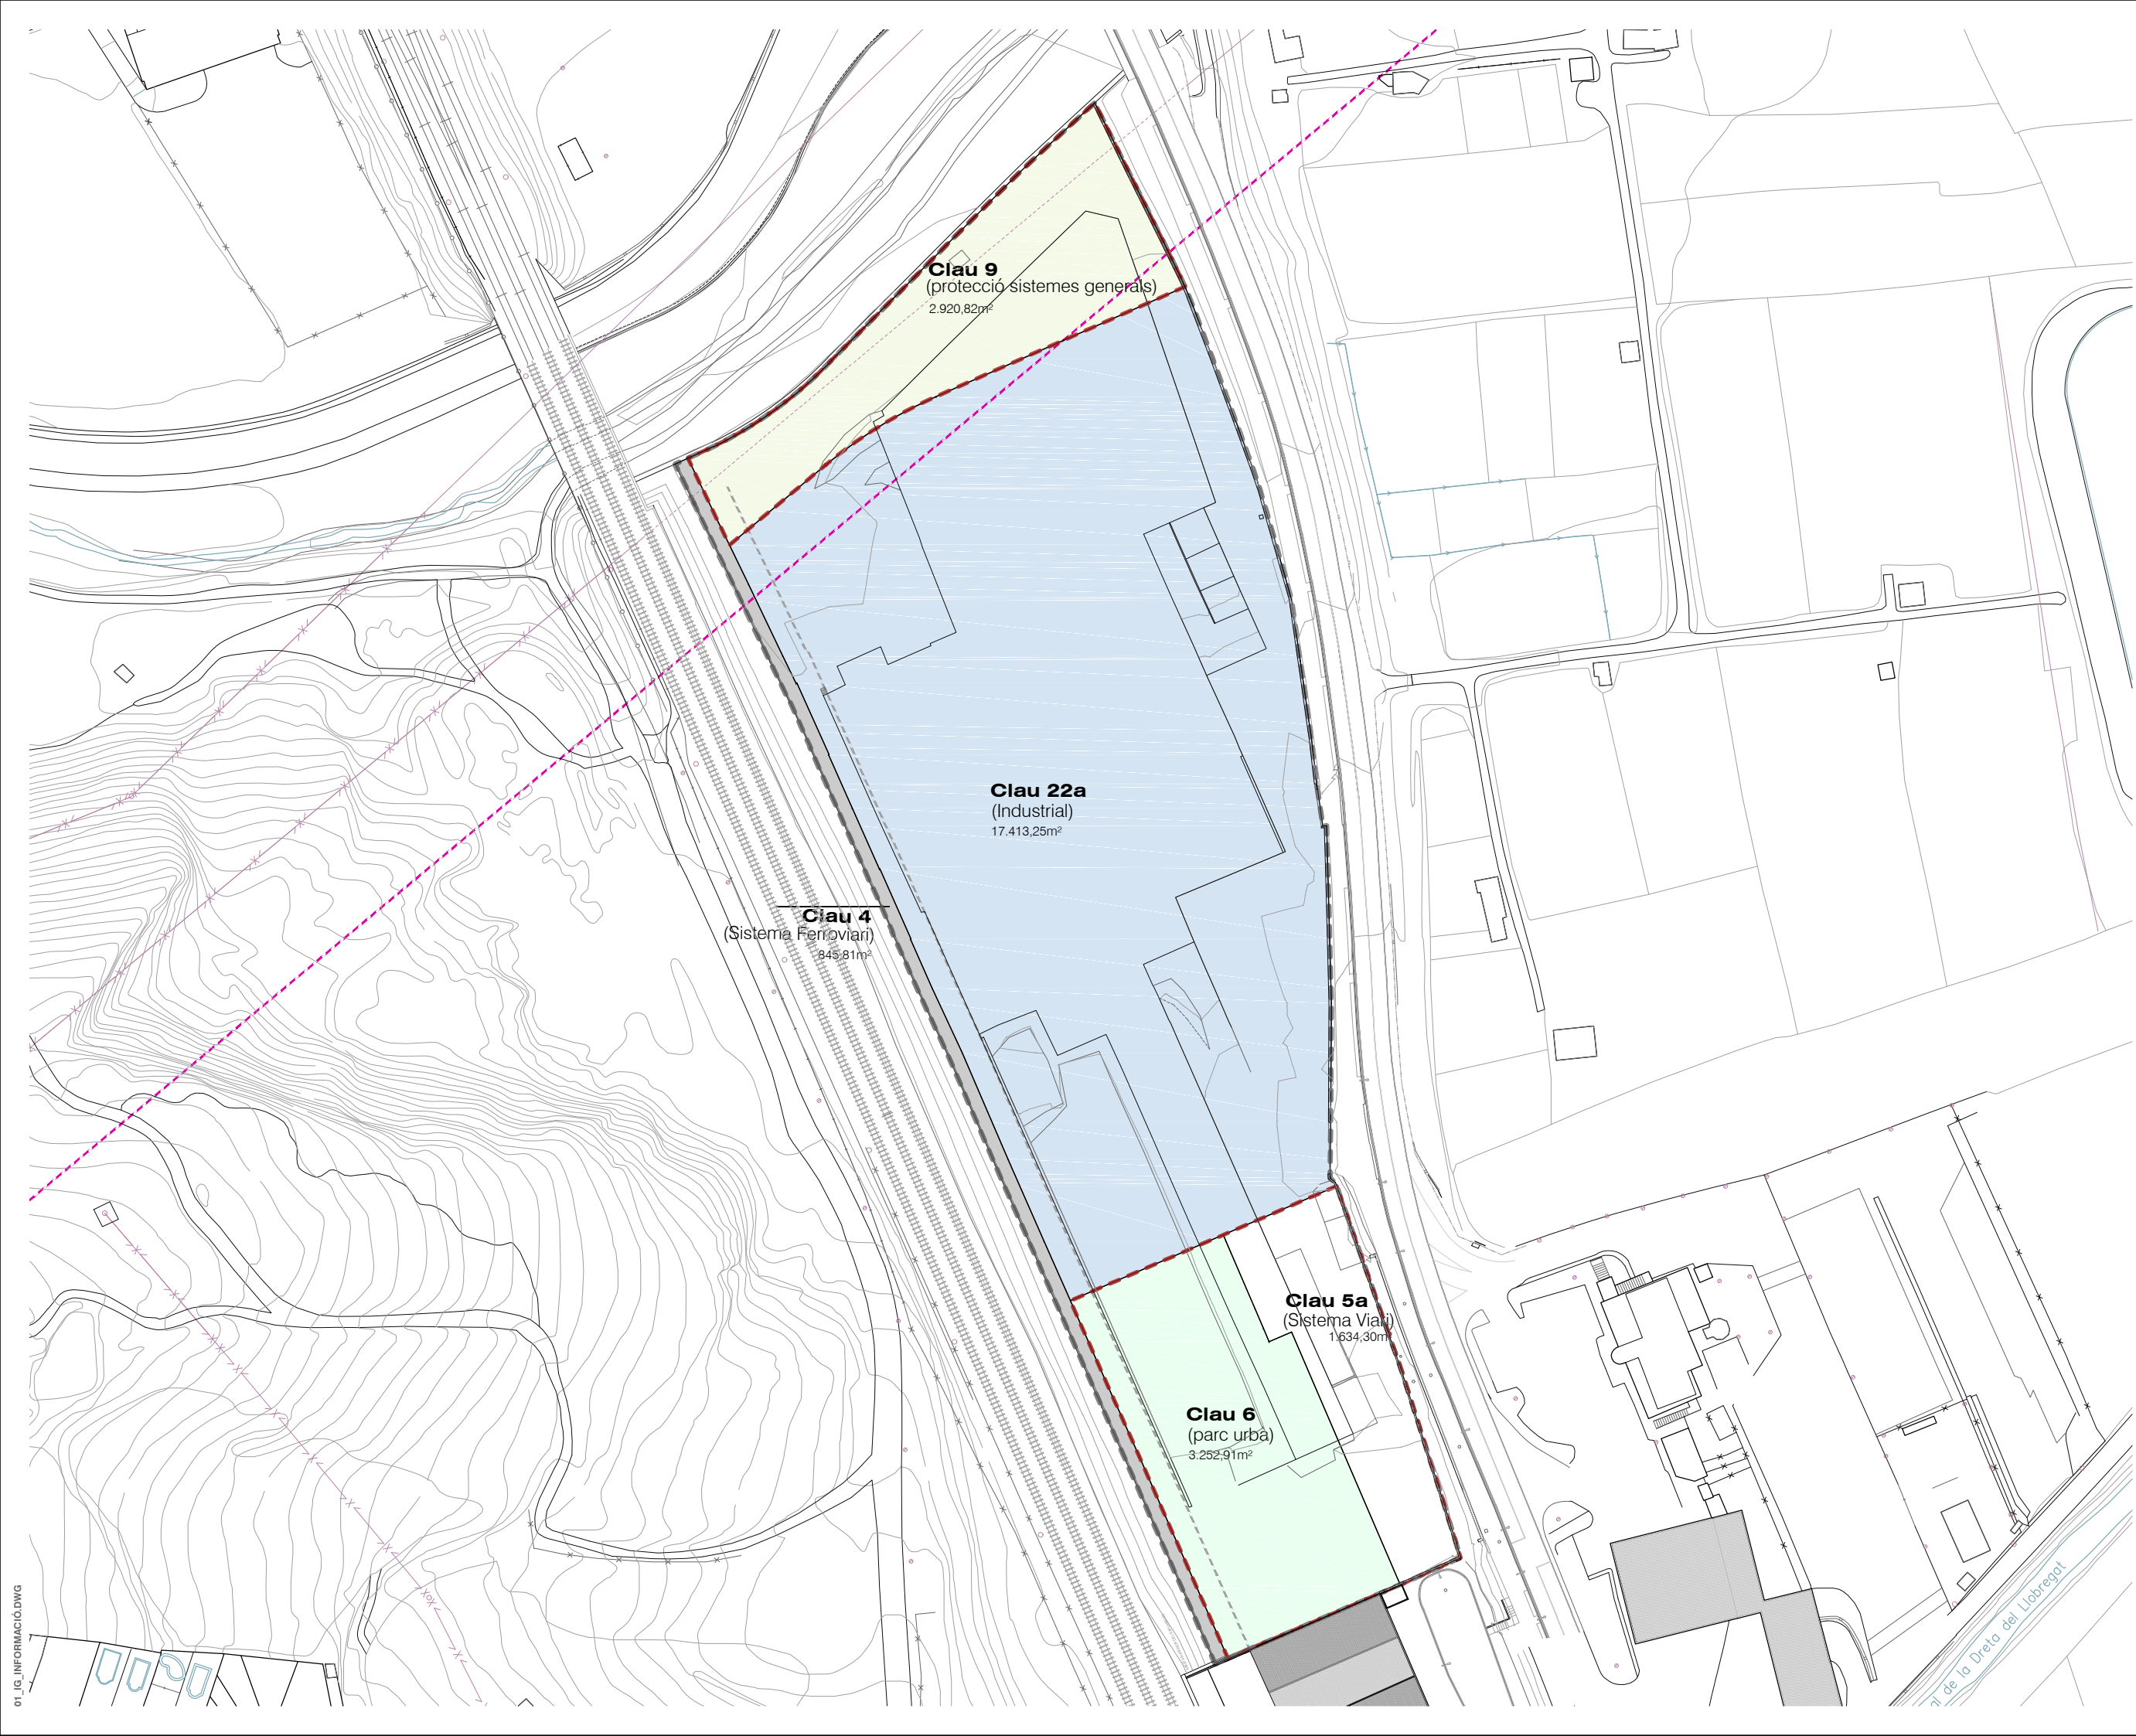 Clau 9
(protecció sistemes generals)
2.920,82m²
Clau 22a
(Industrial)
17.413,25m²
Clau 4
(Sistema Ferroviari)
845,81m²
Clau 5a
(Sistema Viari)
1.634,30m²
Clau 6
(parc urbà)
3.252,91m²
01_IG_INFORMACIÓ.DWG
al de la Dreta del Llobregat